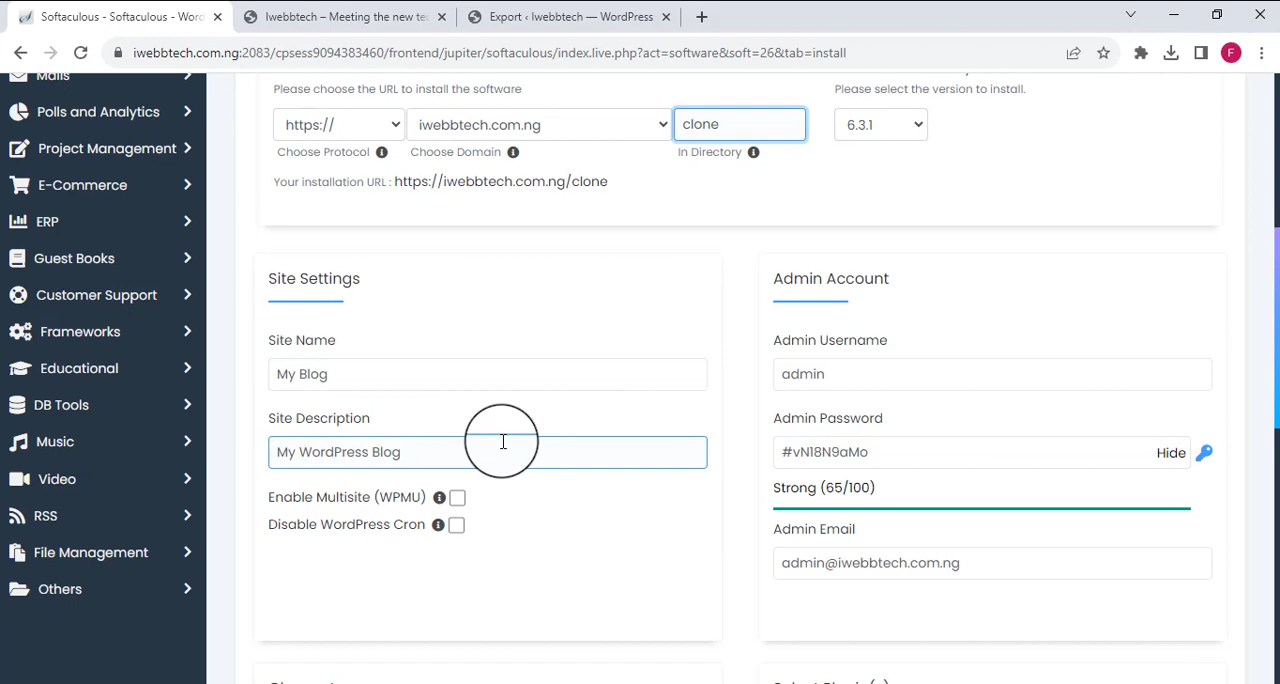 Softaculous - Softaculous - Wor
Iwebbtech – Meeting the new te
Export ‹ Iwebbtech — WordPress
iwebbtech.com.ng:2083/cpsess9094383460/frontend/jupiter/softaculous/index.live.php?act=software&soft=26&tab=install
F
Mails
Polls and Analytics
Project Management
E-Commerce
ERP
Guest Books
Customer Support
Frameworks
Educational
DB Tools
Music
Video
RSS
File Management
Others
Please choose the URL to install the software
https://
iwebbtech.com.ng
clone
Choose Protocol
Choose Domain
In Directory
Your installation URL : https://iwebbtech.com.ng/clone
Please select the version to install.
6.3.1
Site Settings
Site Name
My Blog
Site Description
My WordPress Blog
Enable Multisite (WPMU)
Disable WordPress Cron
Admin Account
Admin Username
admin
Admin Password
#vN18N9aMo
Hide
Strong (65/100)
Admin Email
admin@iwebbtech.com.ng